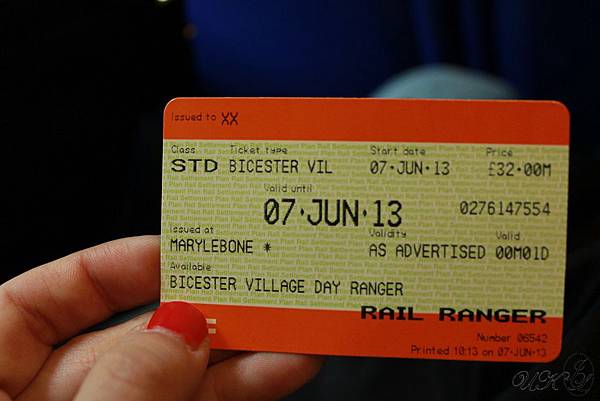 Issued to XX
Class Ticket type Start date Price
STD BICESTER VIL 07·JUN·13 £32·00M
Valid until
07·JUN·13 0276147554
Issued at Validity Valid
MARYLEBONE * AS ADVERTISED 00M01D
Available
BICESTER VILLAGE DAY RANGER
RAIL RANGER
Number 06542
Printed 10:13 on 07·JUN·13